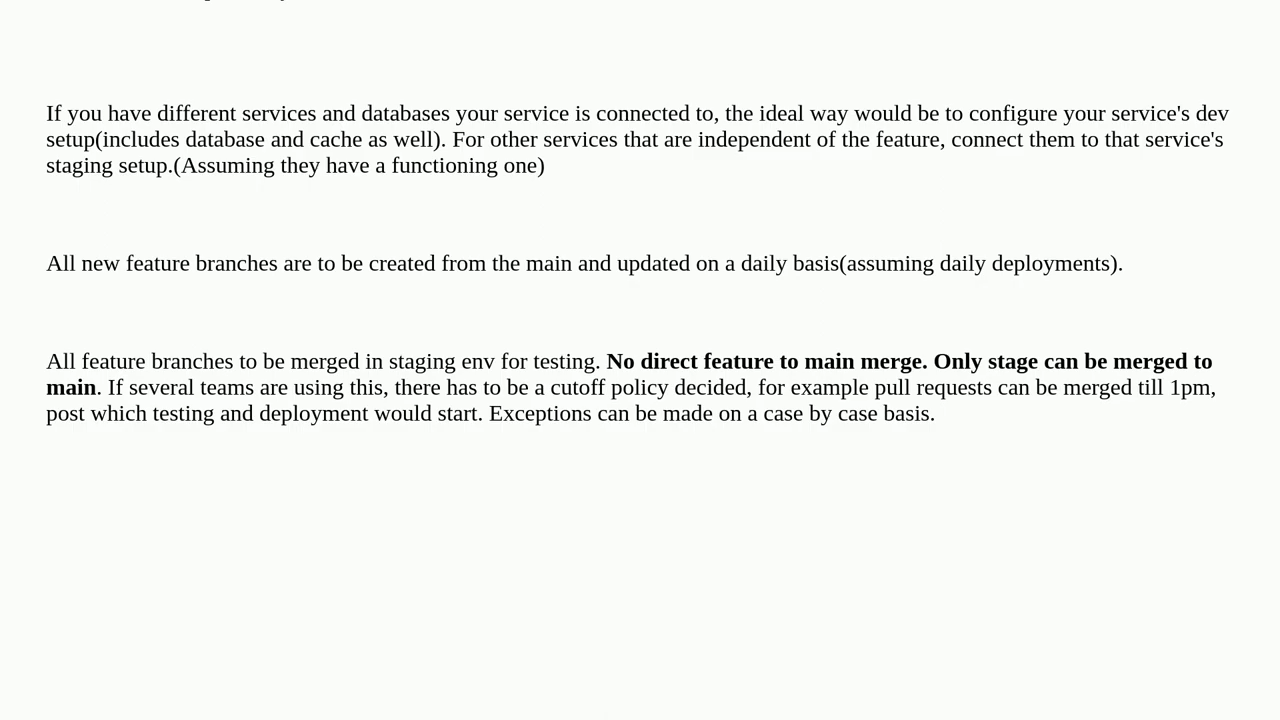 If you have different services and databases your service is connected to, the ideal way would be to configure your service's dev
setup(includes database and cache as well). For other services that are independent of the feature, connect them to that service's
staging setup.(Assuming they have a functioning one)
All new feature branches are to be created from the main and updated on a daily basis(assuming daily deployments).
All feature branches to be merged in staging env for testing. No direct feature to main merge. Only stage can be merged to
main. If several teams are using this, there has to be a cutoff policy decided, for example pull requests can be merged till 1pm,
post which testing and deployment would start. Exceptions can be made on a case by case basis.